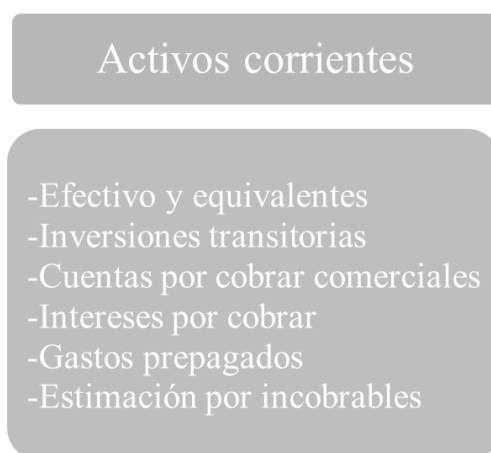 Activos corrientes
-Efectivo y equivalentes
-Inversiones transitorias
-Cuentas por cobrar comerciales
-Intereses por cobrar
-Gastos prepagados
-Estimación por incobrables